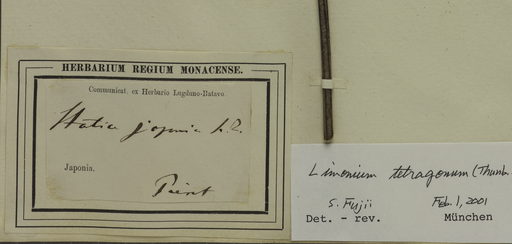 HERBARIUM REGIUM MONACENSE.
Communicat. ex Herbario Lugduno-Batavo.
Statice japonica
Japonia.
Limonium tetragonum (Thunb.
S. Fujii Feb. 1, 2001
Det. - rev. München